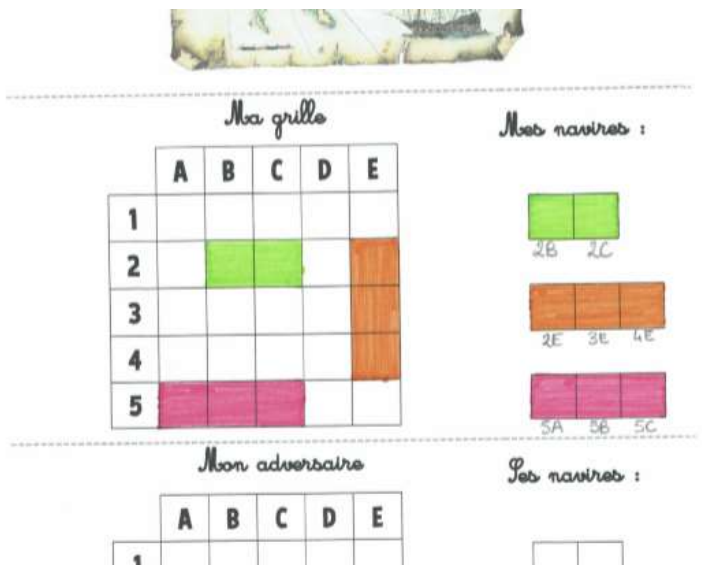 Ma grille
Mes navires :
A B C D E
1
2
3
4
5
2B 2C
2E 3E 4E
5A 5B 5C
Mon adversaire
Ses navires :
A B C D E
1